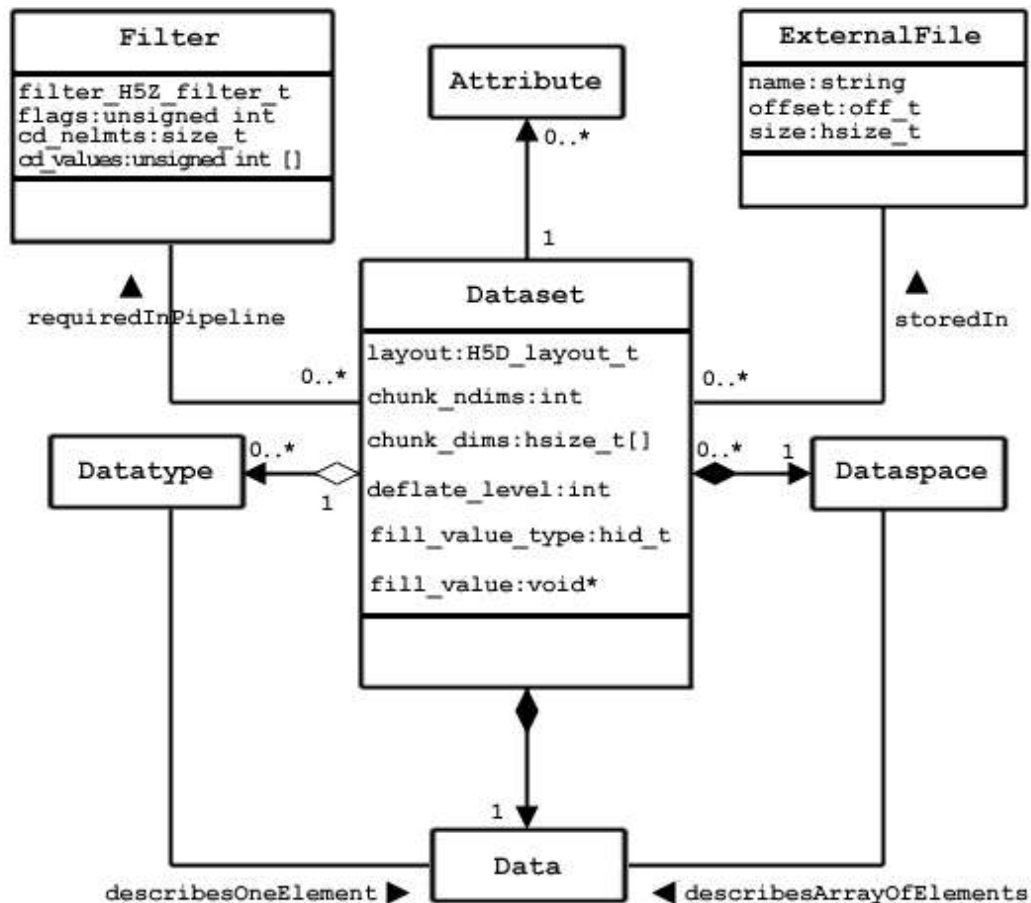 Filter
filter_H5Z_filter_t
flags:unsigned int
cd_nelmts:size_t
cd_values:unsigned int []
Attribute
0..*
1
ExternalFile
name:string
offset:off_t
size:hsize_t
requiredInPipeline
0..*
storedIn
0..*
Dataset
layout:H5D_layout_t
chunk_ndims:int
chunk_dims:hsize_t[]
deflate_level:int
fill_value_type:hid_t
fill_value:void*
Datatype
0..*
1
0..*
1
Dataspace
1
Data
describesOneElement
describesArrayOfElements